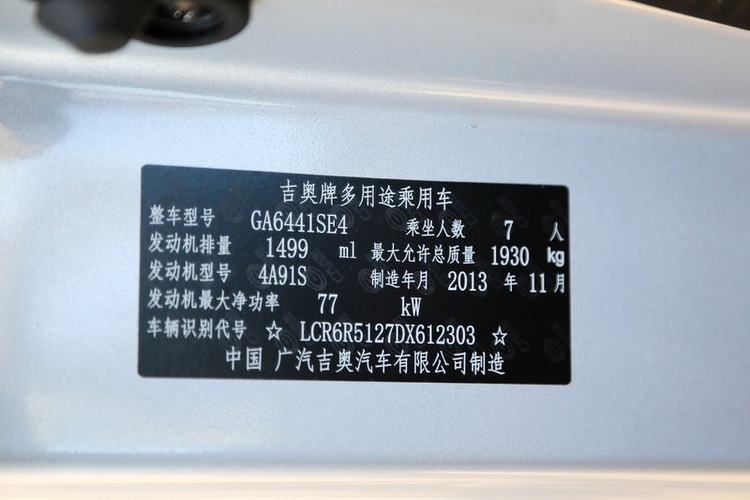 吉奥牌多用途乘用车
整车型号 GA6441SE4 乘坐人数 7 人
发动机排量 1499 ml 最大允许总质量 1930 kg
发动机型号 4A91S 制造年月 2013 年 11 月
发动机最大净功率 77 kW
车辆识别代号 ☆ LCR6R5127DX612303 ☆
中国 广汽吉奥汽车有限公司制造